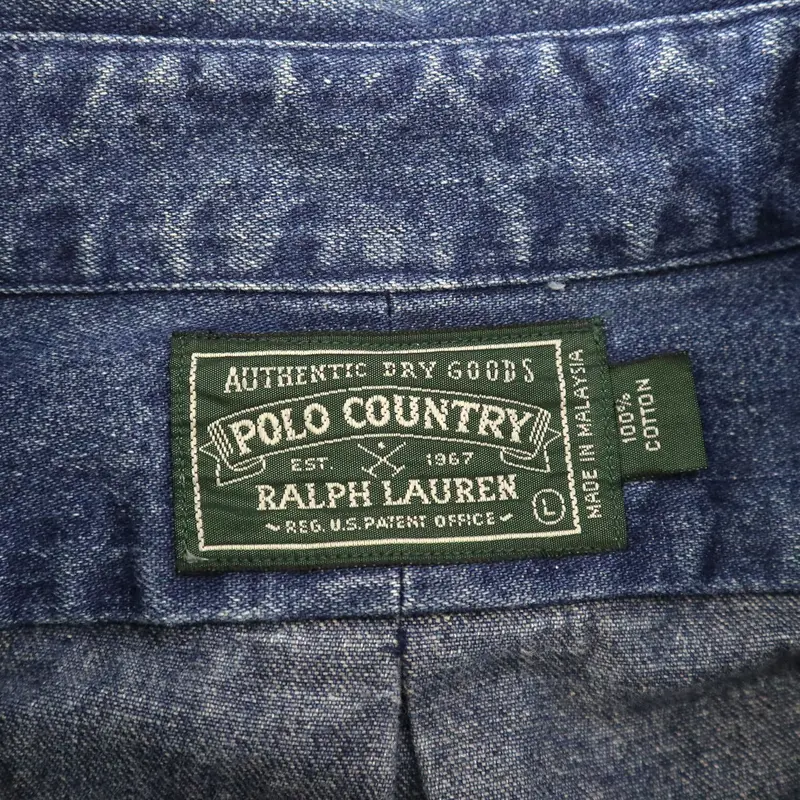 AUTHENTIC DRY GOODS
POLO COUNTRY
EST. 1967
RALPH LAUREN
REG. U.S. PATENT OFFICE
L
MADE IN MALAYSIA
100%
COTTON